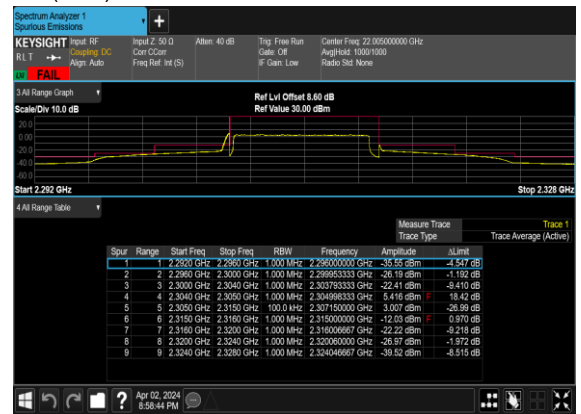 Spectrum Analyzer 1
Spurious Emissions
KEYSIGHT Input: RF Input Z: 50 Ω Atten: 40 dB Trig: Free Run Center Freq: 22.005000000 GHz
RLT Coupling: DC Corr CCorr Gate: Off Avg|Hold: 1000/1000
Align: Auto Freq Ref: Int (S) IF Gain: Low Radio Std: None
LV FAIL
3 All Range Graph
Ref Lvl Offset 8.60 dB
Scale/Div 10.0 dB Ref Value 30.00 dBm
20.0
0.00
-20.0
-40.0
-60.0
Start 2.292 GHz Stop 2.328 GHz
4 All Range Table
Measure Trace Trace 1
Trace Type Trace Average (Active)
Spur Range Start Freq Stop Freq RBW Frequency Amplitude ΔLimit
1 1 2.2920 GHz 2.2960 GHz 1.000 MHz 2.296000000 GHz -35.55 dBm -4.547 dB
2 2 2.2960 GHz 2.3000 GHz 1.000 MHz 2.299953333 GHz -26.19 dBm -1.192 dB
3 3 2.3000 GHz 2.3040 GHz 1.000 MHz 2.303793333 GHz -22.41 dBm -9.410 dB
4 4 2.3040 GHz 2.3050 GHz 1.000 MHz 2.304998333 GHz 5.416 dBm F 18.42 dB
5 5 2.3050 GHz 2.3150 GHz 100.0 kHz 2.307150000 GHz 3.007 dBm -26.99 dB
6 6 2.3150 GHz 2.3160 GHz 1.000 MHz 2.315000000 GHz -12.03 dBm F 0.970 dB
7 7 2.3160 GHz 2.3200 GHz 1.000 MHz 2.316006667 GHz -22.22 dBm -9.218 dB
8 8 2.3200 GHz 2.3240 GHz 1.000 MHz 2.320060000 GHz -26.97 dBm -1.972 dB
9 9 2.3240 GHz 2.3280 GHz 1.000 MHz 2.324046667 GHz -39.52 dBm -8.515 dB
Apr 02, 2024
8:58:44 PM